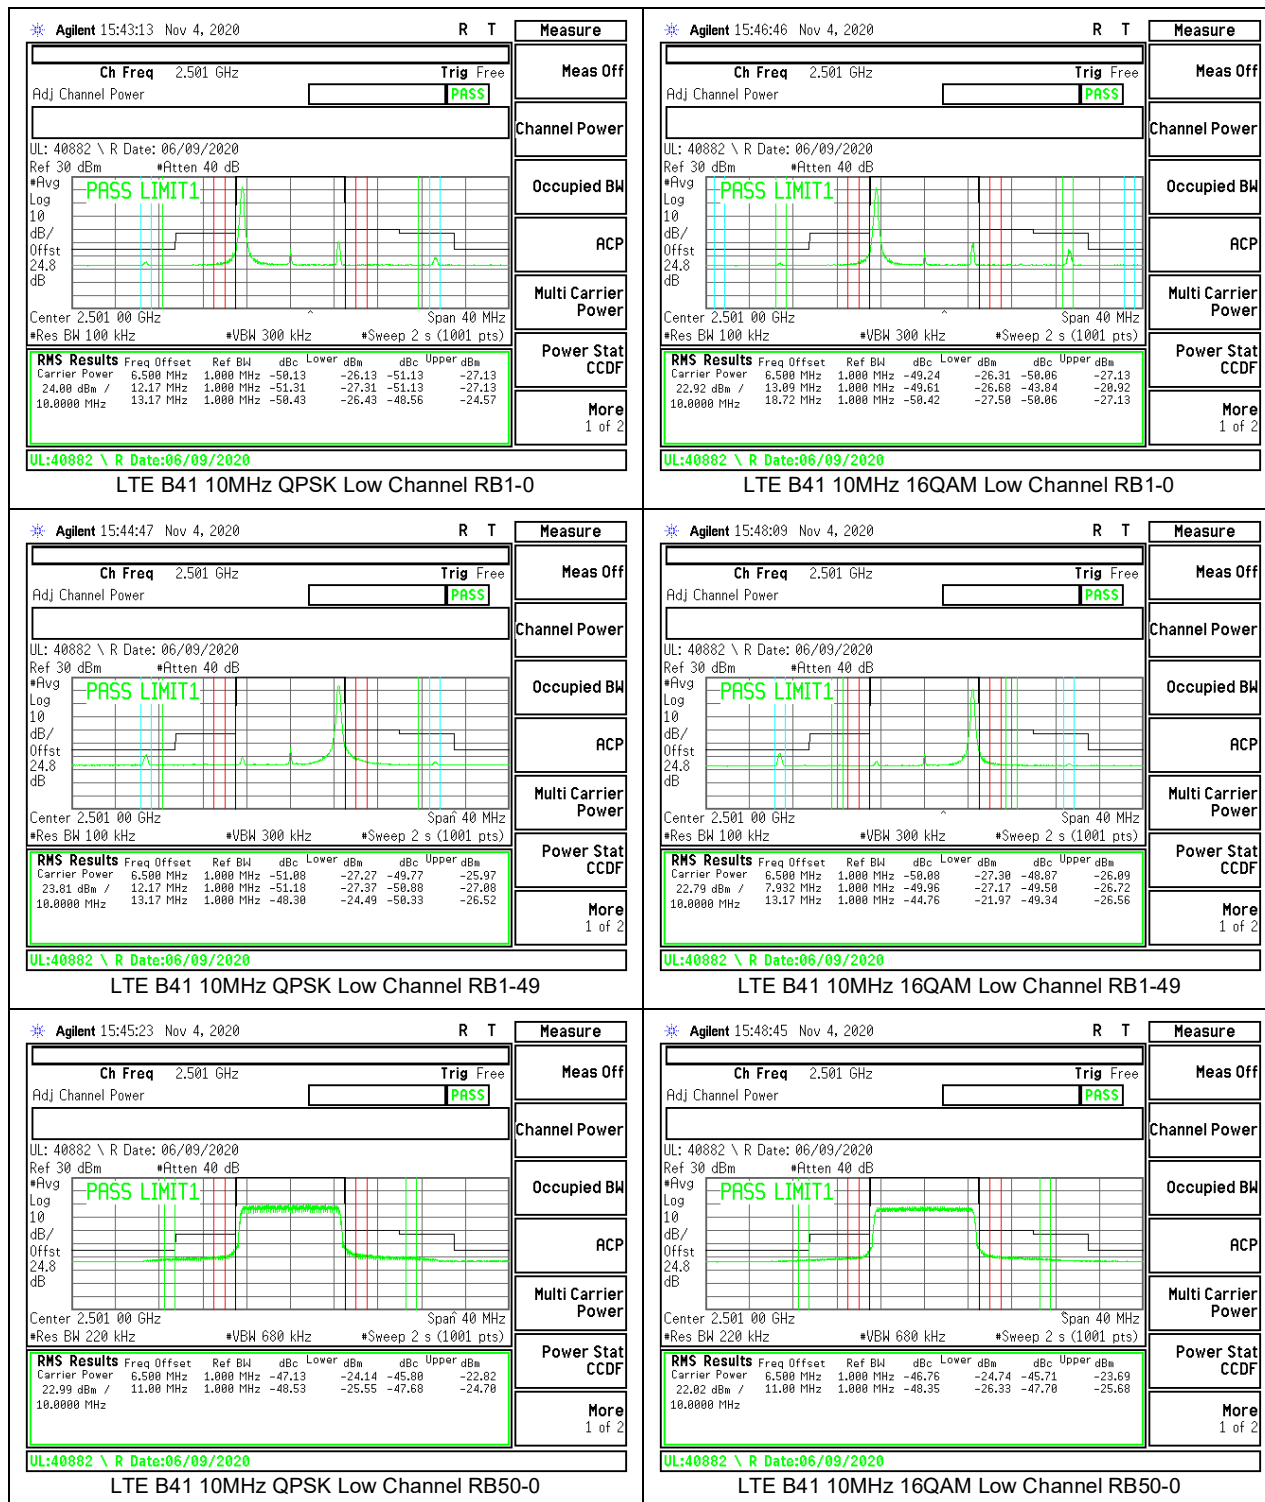 Agilent 15:43:13 Nov 4, 2020 R T Measure
Ch Freq 2.501 GHz Trig Free Meas Off
Adj Channel Power PASS
Channel Power
UL: 40882 \ R Date: 06/09/2020
Ref 30 dBm #Atten 40 dB
#Avg PASS LIMIT1 Occupied BW
Log
10
dB/ ACP
Offst
24.8
dB
Multi Carrier
Power
Center 2.501 00 GHz Span 40 MHz
#Res BW 100 kHz #VBW 300 kHz #Sweep 2 s (1001 pts)
Power Stat
CCDF
RMS Results Freq Offset Ref BW dBc Lower dBm dBc Upper dBm
Carrier Power 6.500 MHz 1.000 MHz -50.13 -26.13 -51.13 -27.13
24.00 dBm / 12.17 MHz 1.000 MHz -51.31 -27.31 -51.13 -27.13
10.0000 MHz 13.17 MHz 1.000 MHz -50.43 -26.43 -48.56 -24.57
More
1 of 2
UL:40882 \ R Date:06/09/2020
LTE B41 10MHz QPSK Low Channel RB1-0
Agilent 15:46:46 Nov 4, 2020 R T Measure
Ch Freq 2.501 GHz Trig Free Meas Off
Adj Channel Power PASS
Channel Power
UL: 40882 \ R Date: 06/09/2020
Ref 30 dBm #Atten 40 dB
#Avg PASS LIMIT1 Occupied BW
Log
10
dB/ ACP
Offst
24.8
dB
Multi Carrier
Power
Center 2.501 00 GHz Span 40 MHz
#Res BW 100 kHz #VBW 300 kHz #Sweep 2 s (1001 pts)
Power Stat
CCDF
RMS Results Freq Offset Ref BW dBc Lower dBm dBc Upper dBm
Carrier Power 6.500 MHz 1.000 MHz -49.24 -26.31 -50.06 -27.13
22.92 dBm / 13.09 MHz 1.000 MHz -49.61 -26.68 -43.84 -20.92
10.0000 MHz 18.72 MHz 1.000 MHz -50.42 -27.50 -50.06 -27.13
More
1 of 2
UL:40882 \ R Date:06/09/2020
LTE B41 10MHz 16QAM Low Channel RB1-0
Agilent 15:44:47 Nov 4, 2020 R T Measure
Ch Freq 2.501 GHz Trig Free Meas Off
Adj Channel Power PASS
Channel Power
UL: 40882 \ R Date: 06/09/2020
Ref 30 dBm #Atten 40 dB
#Avg PASS LIMIT1 Occupied BW
Log
10
dB/ ACP
Offst
24.8
dB
Multi Carrier
Power
Center 2.501 00 GHz Span 40 MHz
#Res BW 100 kHz #VBW 300 kHz #Sweep 2 s (1001 pts)
Power Stat
CCDF
RMS Results Freq Offset Ref BW dBc Lower dBm dBc Upper dBm
Carrier Power 6.500 MHz 1.000 MHz -51.08 -27.27 -49.77 -25.97
23.81 dBm / 12.17 MHz 1.000 MHz -51.18 -27.37 -50.88 -27.08
10.0000 MHz 13.17 MHz 1.000 MHz -48.30 -24.49 -50.33 -26.52
More
1 of 2
UL:40882 \ R Date:06/09/2020
LTE B41 10MHz QPSK Low Channel RB1-49
Agilent 15:48:09 Nov 4, 2020 R T Measure
Ch Freq 2.501 GHz Trig Free Meas Off
Adj Channel Power PASS
Channel Power
UL: 40882 \ R Date: 06/09/2020
Ref 30 dBm #Atten 40 dB
#Avg PASS LIMIT1 Occupied BW
Log
10
dB/ ACP
Offst
24.8
dB
Multi Carrier
Power
Center 2.501 00 GHz Span 40 MHz
#Res BW 100 kHz #VBW 300 kHz #Sweep 2 s (1001 pts)
Power Stat
CCDF
RMS Results Freq Offset Ref BW dBc Lower dBm dBc Upper dBm
Carrier Power 6.500 MHz 1.000 MHz -50.08 -27.30 -48.87 -26.09
22.79 dBm / 7.932 MHz 1.000 MHz -49.96 -27.17 -49.50 -26.72
10.0000 MHz 13.17 MHz 1.000 MHz -44.76 -21.97 -49.34 -26.56
More
1 of 2
UL:40882 \ R Date:06/09/2020
LTE B41 10MHz 16QAM Low Channel RB1-49
Agilent 15:45:23 Nov 4, 2020 R T Measure
Ch Freq 2.501 GHz Trig Free Meas Off
Adj Channel Power PASS
Channel Power
UL: 40882 \ R Date: 06/09/2020
Ref 30 dBm #Atten 40 dB
#Avg PASS LIMIT1 Occupied BW
Log
10
dB/ ACP
Offst
24.8
dB
Multi Carrier
Power
Center 2.501 00 GHz Span 40 MHz
#Res BW 220 kHz #VBW 680 kHz #Sweep 2 s (1001 pts)
Power Stat
CCDF
RMS Results Freq Offset Ref BW dBc Lower dBm dBc Upper dBm
Carrier Power 6.500 MHz 1.000 MHz -47.13 -24.14 -45.80 -22.82
22.99 dBm / 11.00 MHz 1.000 MHz -48.53 -25.55 -47.68 -24.70
10.0000 MHz
More
1 of 2
UL:40882 \ R Date:06/09/2020
LTE B41 10MHz QPSK Low Channel RB50-0
Agilent 15:48:45 Nov 4, 2020 R T Measure
Ch Freq 2.501 GHz Trig Free Meas Off
Adj Channel Power PASS
Channel Power
UL: 40882 \ R Date: 06/09/2020
Ref 30 dBm #Atten 40 dB
#Avg PASS LIMIT1 Occupied BW
Log
10
dB/ ACP
Offst
24.8
dB
Multi Carrier
Power
Center 2.501 00 GHz Span 40 MHz
#Res BW 220 kHz #VBW 680 kHz #Sweep 2 s (1001 pts)
Power Stat
CCDF
RMS Results Freq Offset Ref BW dBc Lower dBm dBc Upper dBm
Carrier Power 6.500 MHz 1.000 MHz -46.76 -24.74 -45.71 -23.69
22.02 dBm / 11.00 MHz 1.000 MHz -48.35 -26.33 -47.70 -25.68
10.0000 MHz
More
1 of 2
UL:40882 \ R Date:06/09/2020
LTE B41 10MHz 16QAM Low Channel RB50-0